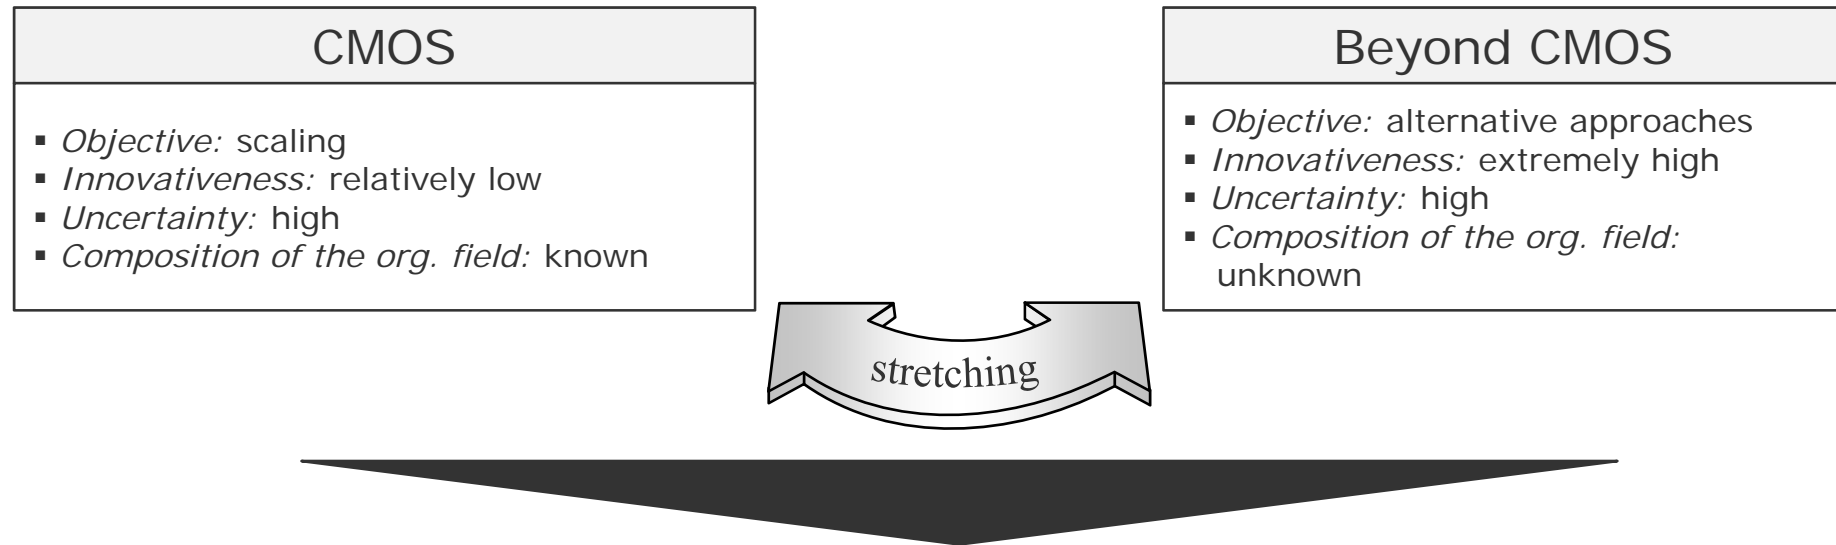 CMOS
▪ Objective: scaling
▪ Innovativeness: relatively low
▪ Uncertainty: high
▪ Composition of the org. field: known
Beyond CMOS
▪ Objective: alternative approaches
▪ Innovativeness: extremely high
▪ Uncertainty: high
▪ Composition of the org. field:
unknown
stretching